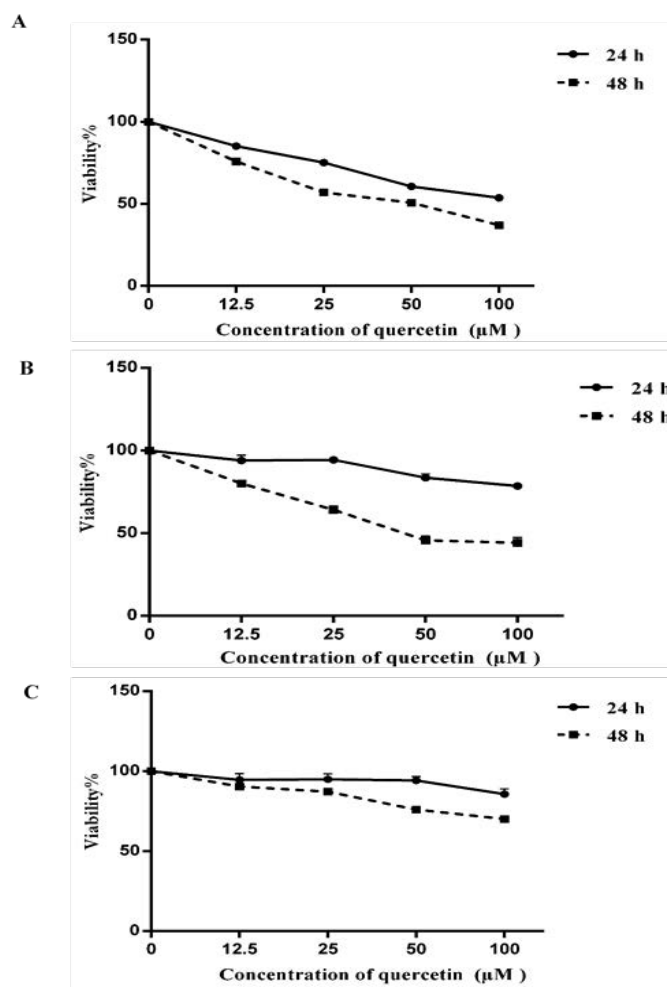 A
150
100
50
0
Viability%
0 12.5 25 50 100
Concentration of quercetin (μM )
24 h
48 h
B
150
100
50
0
Viability%
0 12.5 25 50 100
Concentration of quercetin (μM )
24 h
48 h
C
150
100
50
0
Viability%
0 12.5 25 50 100
Concentration of quercetin (μM )
24 h
48 h